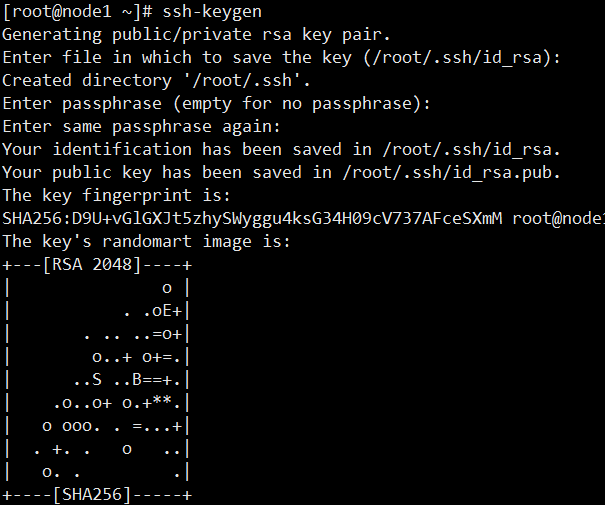 [root@node1 ~]# ssh-keygen
Generating public/private rsa key pair.
Enter file in which to save the key (/root/.ssh/id_rsa):
Created directory '/root/.ssh'.
Enter passphrase (empty for no passphrase):
Enter same passphrase again:
Your identification has been saved in /root/.ssh/id_rsa.
Your public key has been saved in /root/.ssh/id_rsa.pub.
The key fingerprint is:
SHA256:D9U+vGlGXJt5zhySWyggu4ksG34H09cV737AFceSXmM root@node1
The key's randomart image is:
+---[RSA 2048]----+
|               o |
|           . .oE+|
|       . .. ..=o+|
|        o..+ o+=.|
|      ..S ..B==+.|
|    .o..o+ o.+**.|
|   o ooo. . =...+|
|  . +. .   o   ..|
|   o. .         .|
+----[SHA256]-----+